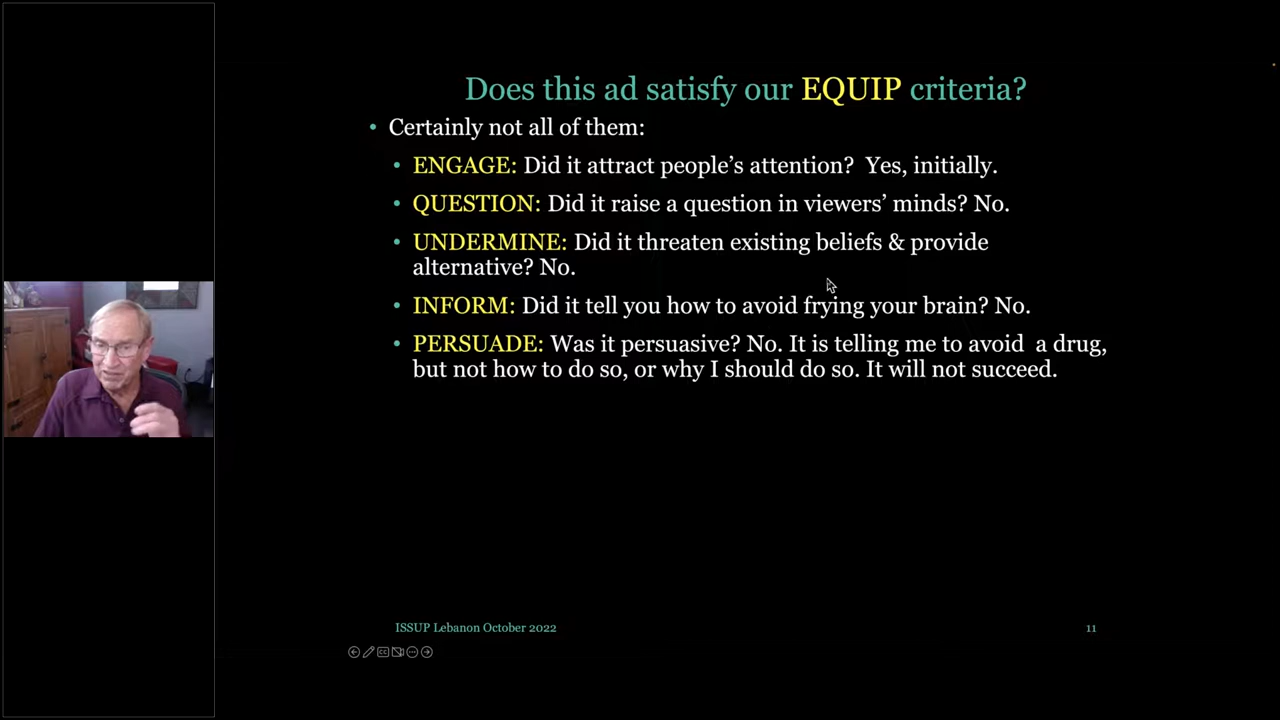 Does this ad satisfy our EQUIP criteria?
• Certainly not all of them:
• ENGAGE: Did it attract people’s attention?  Yes, initially.
• QUESTION: Did it raise a question in viewers’ minds? No.
• UNDERMINE: Did it threaten existing beliefs & provide
alternative? No.
• INFORM: Did it tell you how to avoid frying your brain? No.
• PERSUADE: Was it persuasive? No. It is telling me to avoid  a drug,
but not how to do so, or why I should do so. It will not succeed.
ISSUP Lebanon October 2022
11
CC